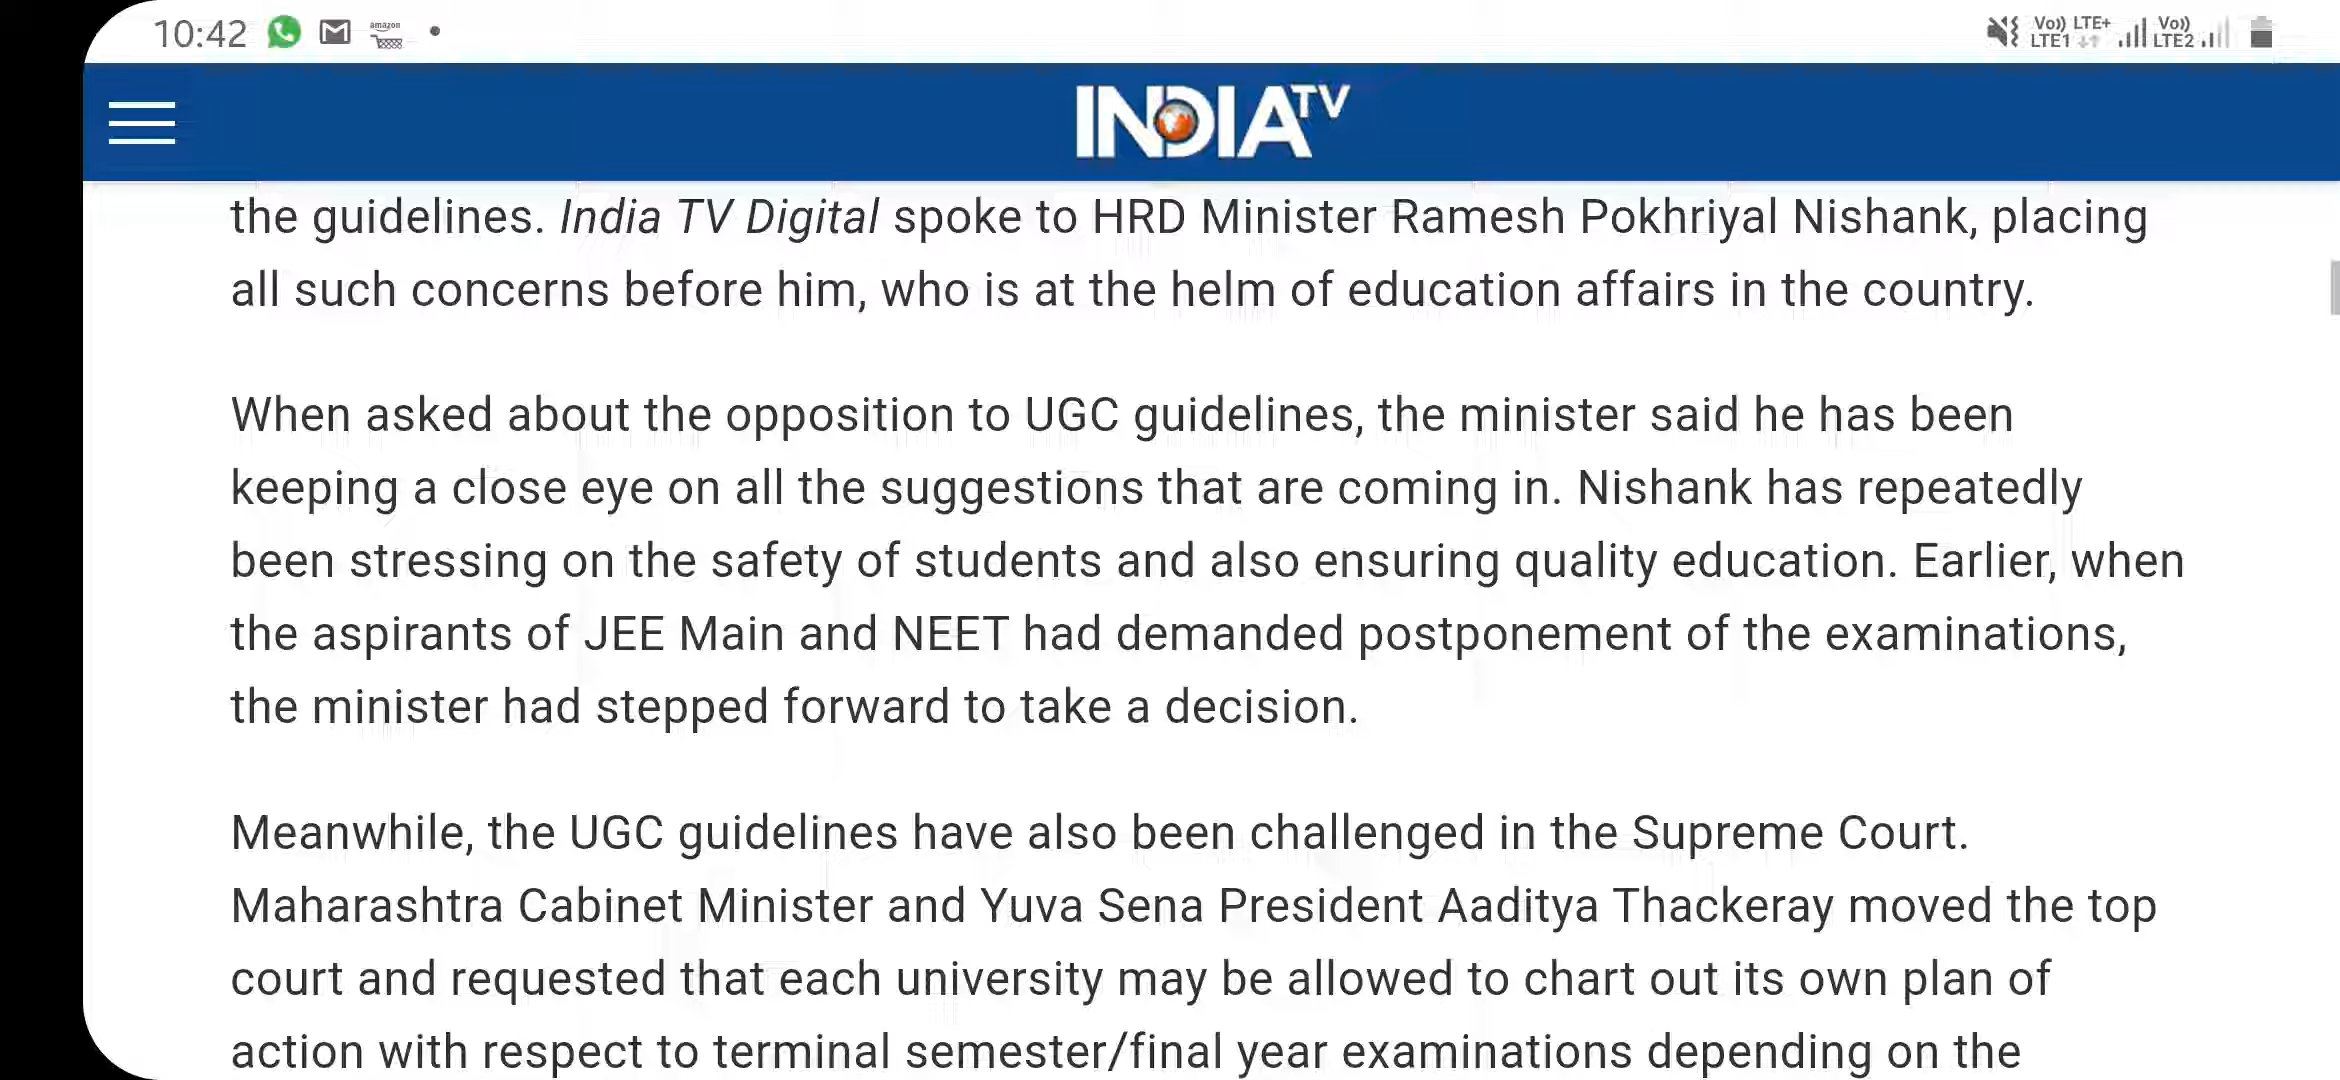 10:42 amazon Vo)) LTE+ Vo))
LTE1 LTE2
INDIA TV
the guidelines. India TV Digital spoke to HRD Minister Ramesh Pokhriyal Nishank, placing
all such concerns before him, who is at the helm of education affairs in the country.
When asked about the opposition to UGC guidelines, the minister said he has been
keeping a close eye on all the suggestions that are coming in. Nishank has repeatedly
been stressing on the safety of students and also ensuring quality education. Earlier, when
the aspirants of JEE Main and NEET had demanded postponement of the examinations,
the minister had stepped forward to take a decision.
Meanwhile, the UGC guidelines have also been challenged in the Supreme Court.
Maharashtra Cabinet Minister and Yuva Sena President Aaditya Thackeray moved the top
court and requested that each university may be allowed to chart out its own plan of
action with respect to terminal semester/final year examinations depending on the